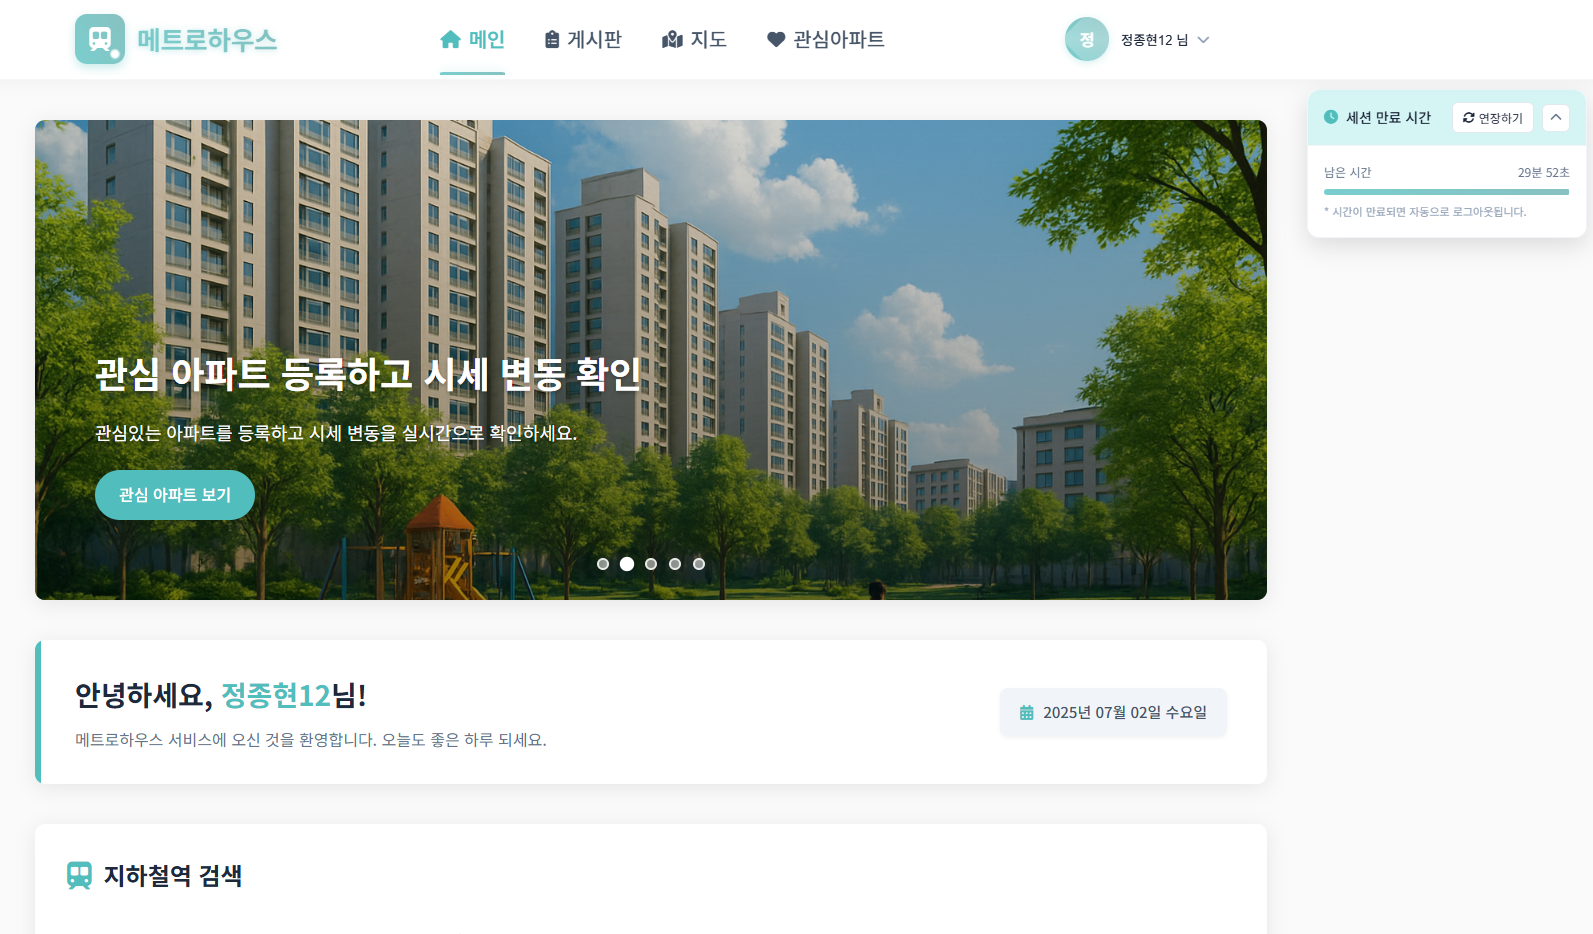 메트로하우스
메인
게시판
지도
관심아파트
정
정종현12 님
세션 만료 시간
연장하기
남은 시간
29분 52초
* 시간이 만료되면 자동으로 로그아웃됩니다.
관심 아파트 등록하고 시세 변동 확인
관심있는 아파트를 등록하고 시세 변동을 실시간으로 확인하세요.
관심 아파트 보기
안녕하세요, 정종현12님!
메트로하우스 서비스에 오신 것을 환영합니다. 오늘도 좋은 하루 되세요.
2025년 07월 02일 수요일
지하철역 검색